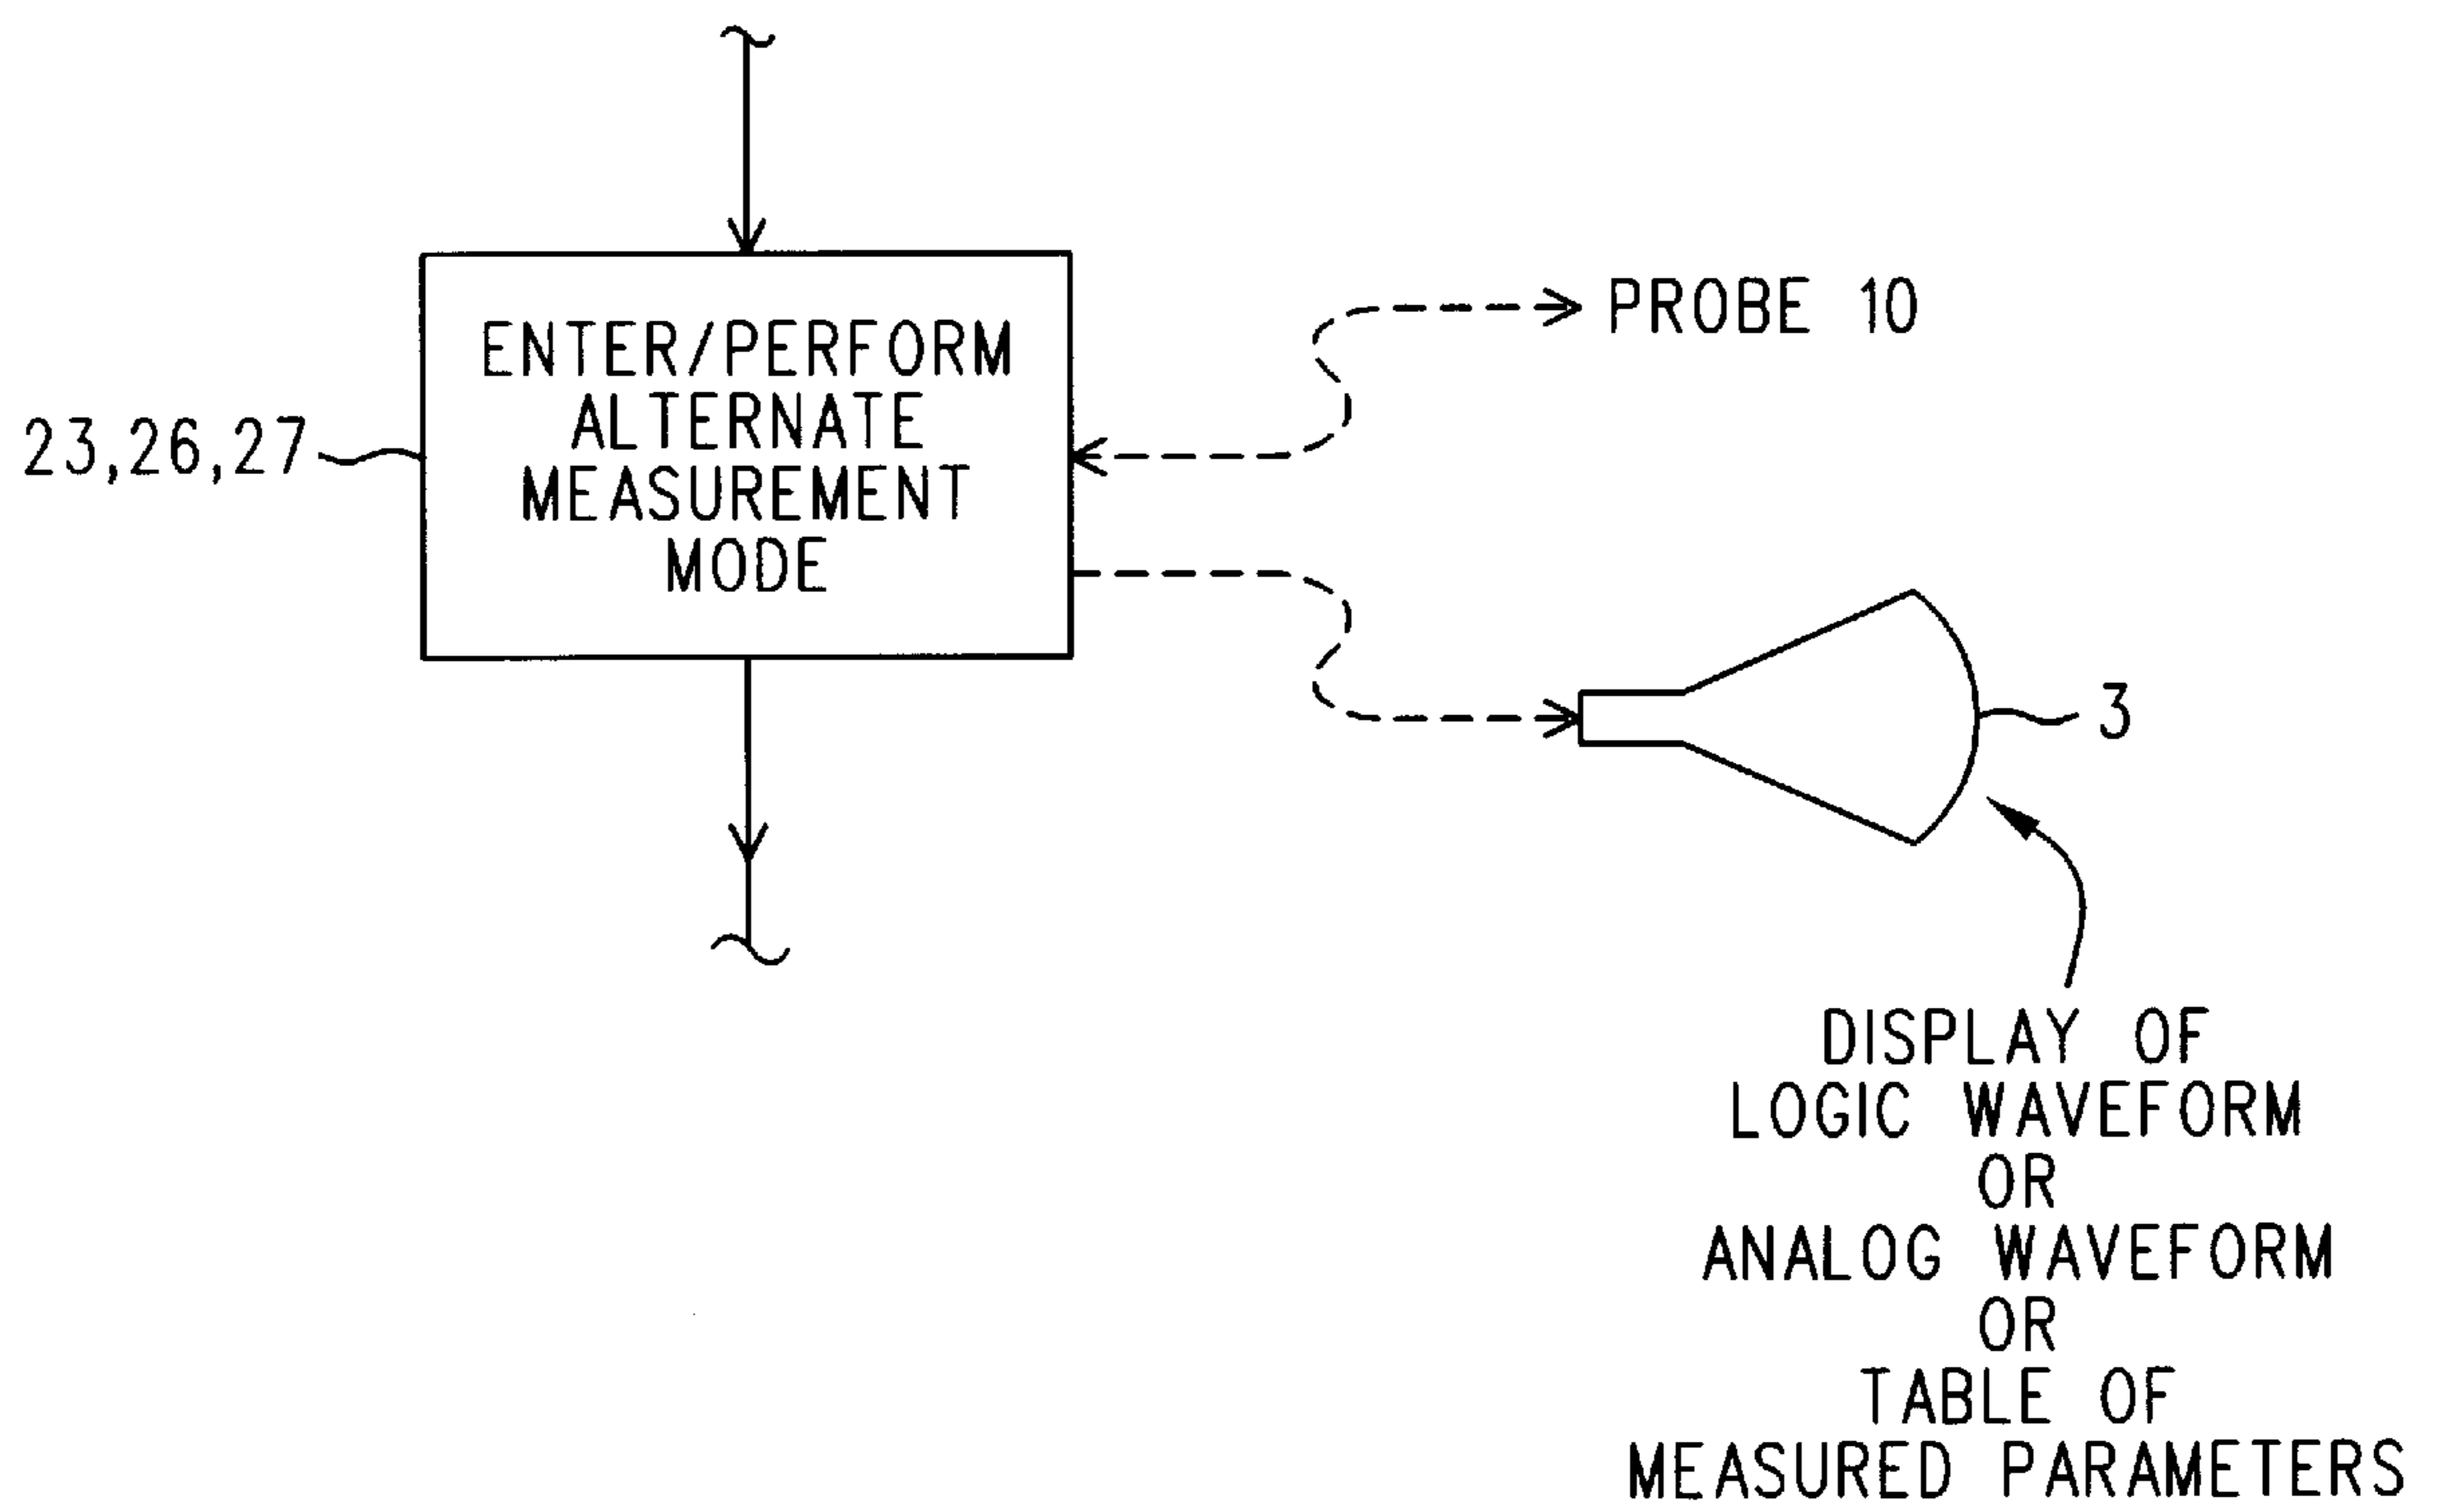 ENTER/PERFORM
ALTERNATE
MEASUREMENT
MODE
23,26,27
PROBE 10
3
DISPLAY OF
LOGIC WAVEFORM
OR
ANALOG WAVEFORM
OR
TABLE OF
MEASURED PARAMETERS